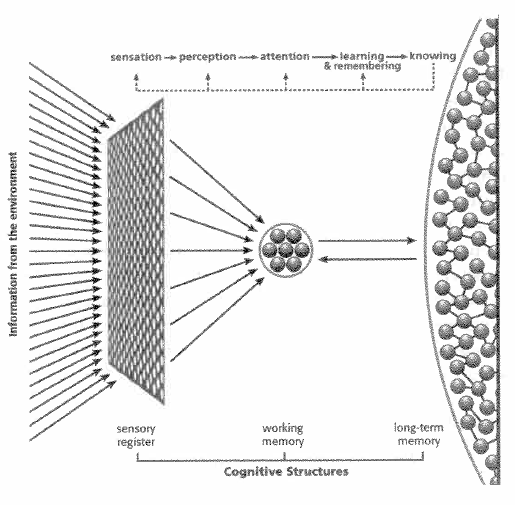 sensation → perception → attention → learning → knowing
& remembering
Information from the environment
sensory
register
working
memory
long-term
memory
Cognitive Structures